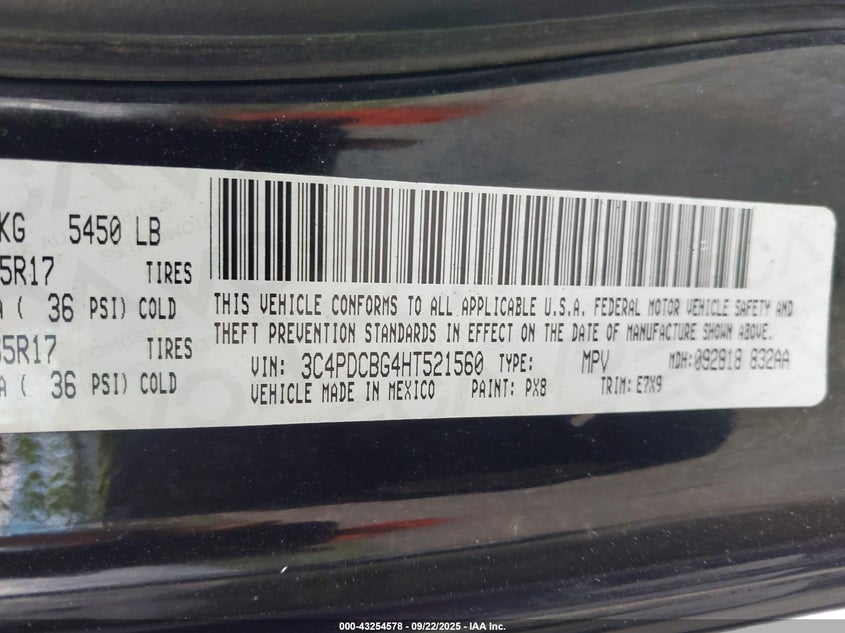 KG 5450 LB
5R17 TIRES
A ( 36 PSI) COLD
5R17 TIRES
A ( 36 PSI) COLD
THIS VEHICLE CONFORMS TO ALL APPLICABLE U.S.A. FEDERAL MOTOR VEHICLE SAFETY AND
THEFT PREVENTION STANDARDS IN EFFECT ON THE DATE OF MANUFACTURE SHOWN ABOVE.
VIN: 3C4PDCBG4HT521560 TYPE: MPV MDH:092818 832AA
VEHICLE MADE IN MEXICO PAINT: PX8 TRIM: E7X9
000-43254578 - 09/22/2025 - IAA Inc.